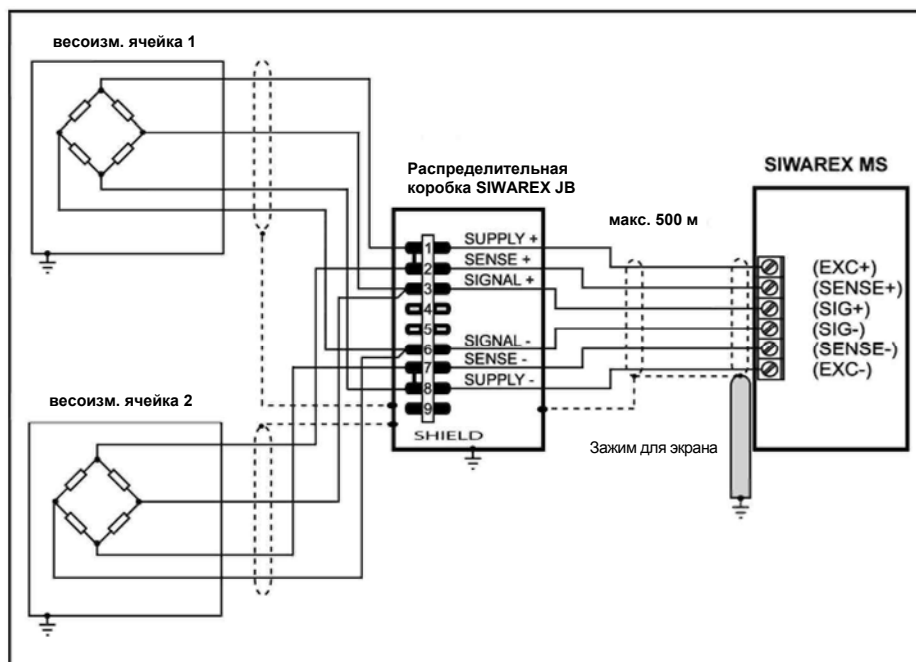 весоизм. ячейка 1
Распределительная
коробка SIWAREX JB
SIWAREX MS
макс. 500 м
1 SUPPLY +
2 SENSE +
3 SIGNAL +
4
5
6 SIGNAL -
7 SENSE -
8 SUPPLY -
9
SHIELD
(EXC+)
(SENSE+)
(SIG+)
(SIG-)
(SENSE-)
(EXC-)
весоизм. ячейка 2
Зажим для экрана